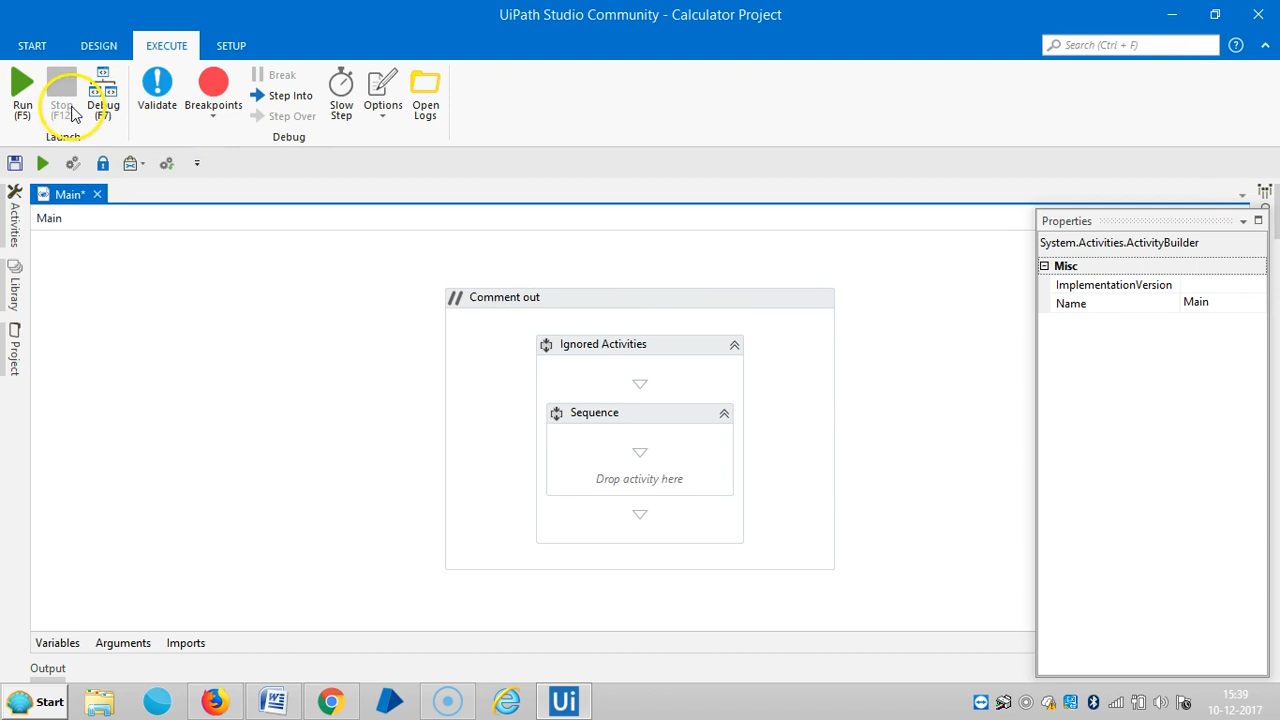 UiPath Studio Community - Calculator Project
START DESIGN EXECUTE SETUP
Search (Ctrl + F)
Run (F5)
Stop (F12)
Debug (F7)
Launch
Validate
Breakpoints
Break
Step Into
Step Over
Slow Step
Options
Open Logs
Debug
Main*
Main
Activities
Library
Project
// Comment out
Ignored Activities
Sequence
Drop activity here
Properties
System.Activities.ActivityBuilder
Misc
ImplementationVersion
Name Main
Variables Arguments Imports
Output
Start
Ui
15:39
10-12-2017